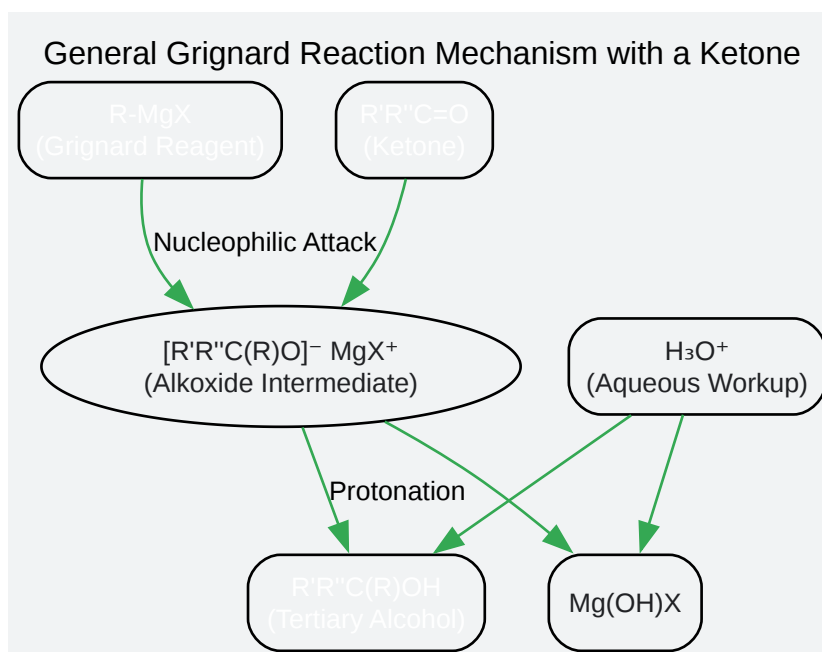 General Grignard Reaction Mechanism with a Ketone
R-MgX
(Grignard Reagent)
R'R''C=O
(Ketone)
Nucleophilic Attack
[R'R''C(R)O]⁻ MgX⁺
(Alkoxide Intermediate)
H₃O⁺
(Aqueous Workup)
Protonation
R'R''C(R)OH
(Tertiary Alcohol)
Mg(OH)X